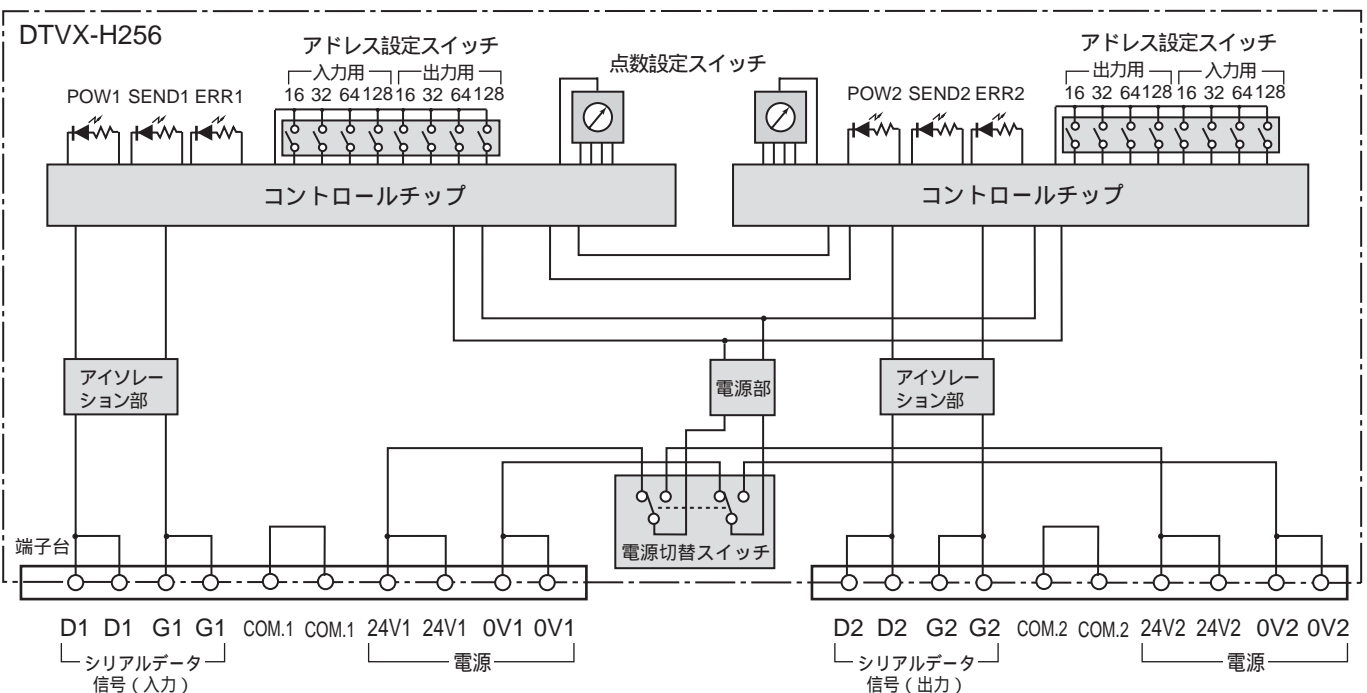 DTVX-H256
アドレス設定スイッチ
入力用 出力用
16 32 64 128 16 32 64 128
POW1 SEND1 ERR1
点数設定スイッチ
アドレス設定スイッチ
出力用 入力用
16 32 64 128 16 32 64 128
POW2 SEND2 ERR2
コントロールチップ
コントロールチップ
アイソレー
ション部
電源部
アイソレー
ション部
電源切替スイッチ
端子台
D1 D1 G1 G1 COM.1 COM.1 24V1 24V1 0V1 0V1
シリアルデータ
信号(入力)
電源
D2 D2 G2 G2 COM.2 COM.2 24V2 24V2 0V2 0V2
シリアルデータ
信号(出力)
電源